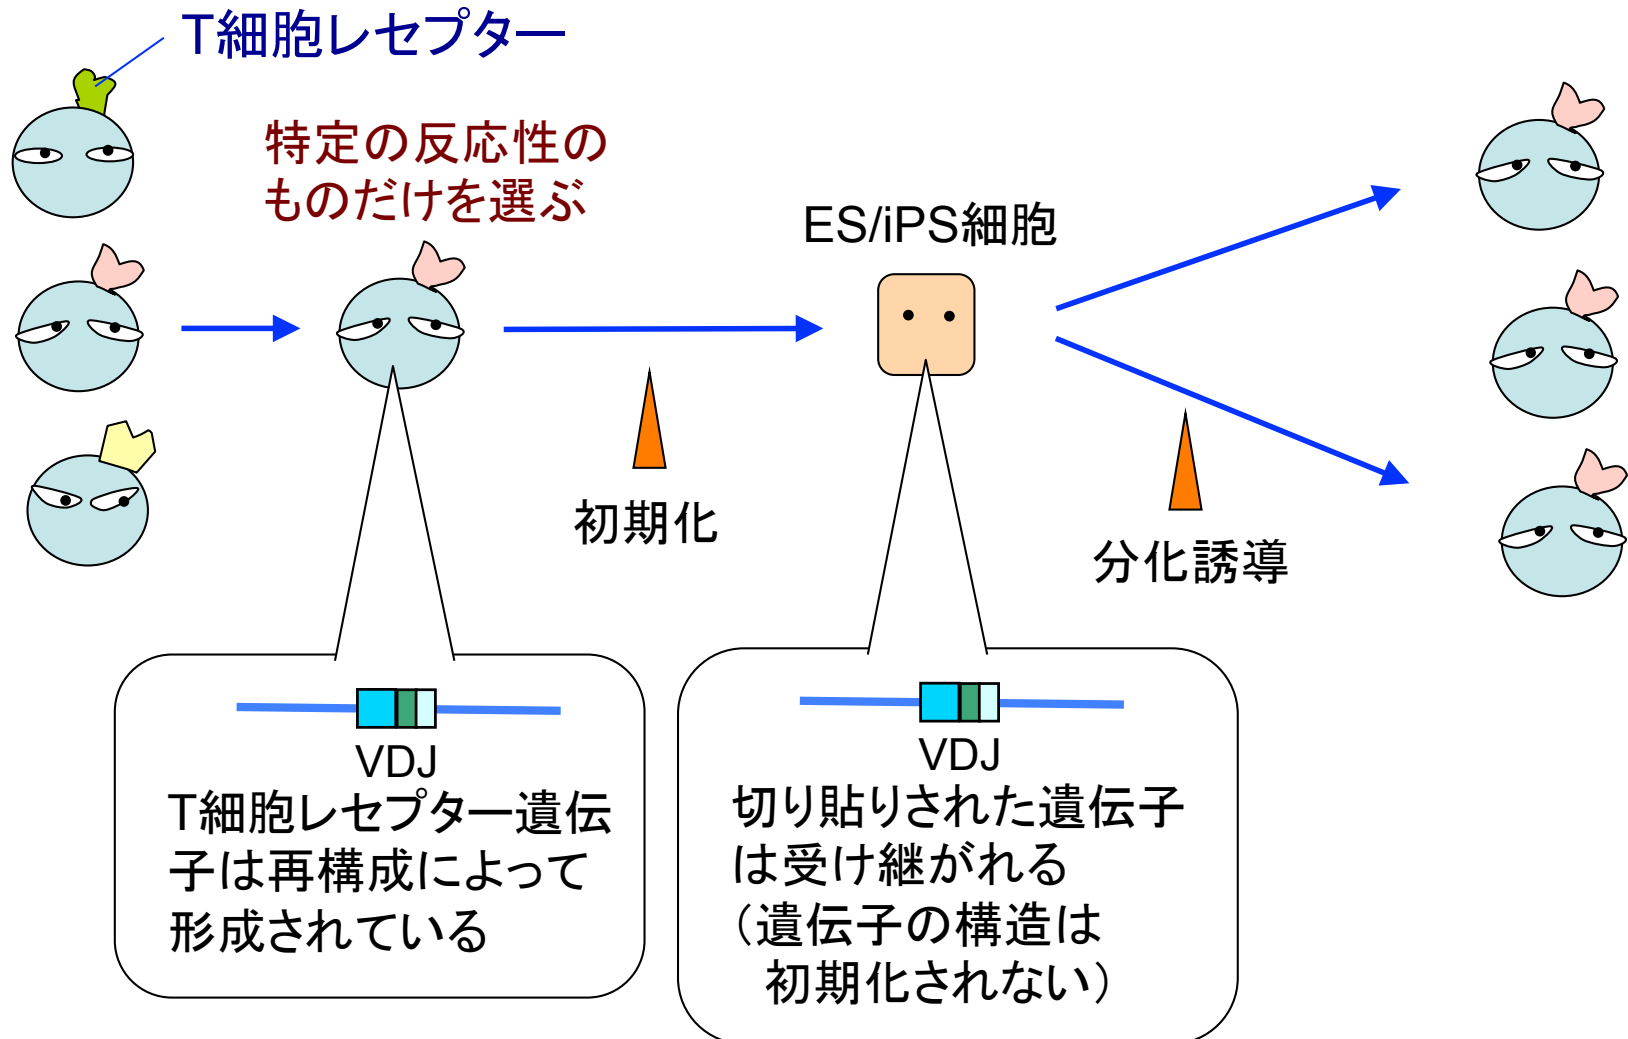 T細胞レセプター
特定の反応性の
ものだけを選ぶ
ES/iPS細胞
初期化
分化誘導
VDJ
T細胞レセプター遺伝
子は再構成によって
形成されている
VDJ
切り貼りされた遺伝子
は受け継がれる
（遺伝子の構造は
初期化されない）